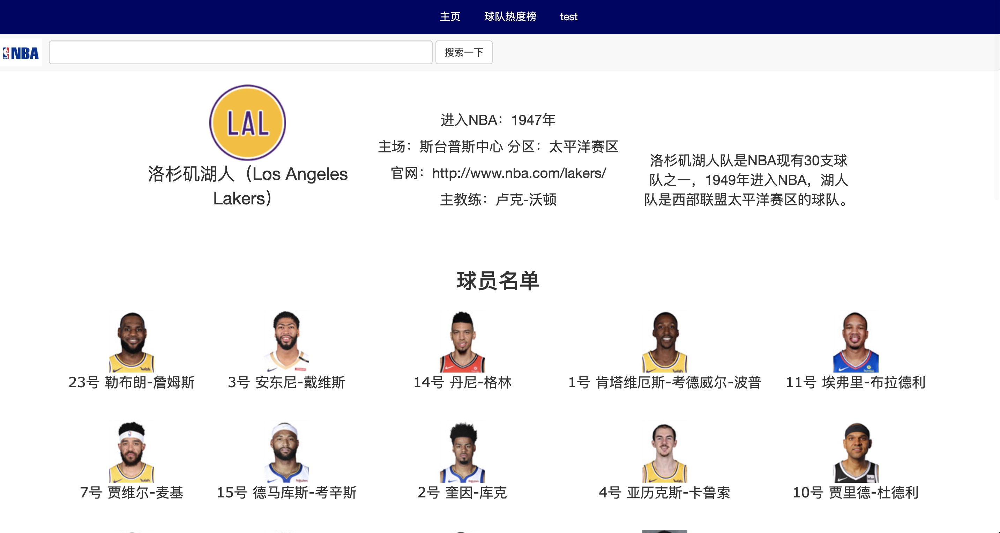 主页 球队热度榜 test
NBA 搜索一下
LAL
洛杉矶湖人（Los Angeles
Lakers）
进入NBA：1947年
主场：斯台普斯中心 分区：太平洋赛区
官网：http://www.nba.com/lakers/
主教练：卢克-沃顿
洛杉矶湖人队是NBA现有30支球
队之一，1949年进入NBA，湖人
队是西部联盟太平洋赛区的球队。
球员名单
wish wish
23号 勒布朗-詹姆斯 3号 安东尼-戴维斯 14号 丹尼-格林 1号 肯塔维厄斯-考德威尔-波普 11号 埃弗里-布拉德利
wish Rakuten Rakuten wish infor
7号 贾维尔-麦基 15号 德马库斯-考辛斯 2号 奎因-库克 4号 亚历克斯-卡鲁索 10号 贾里德-杜德利